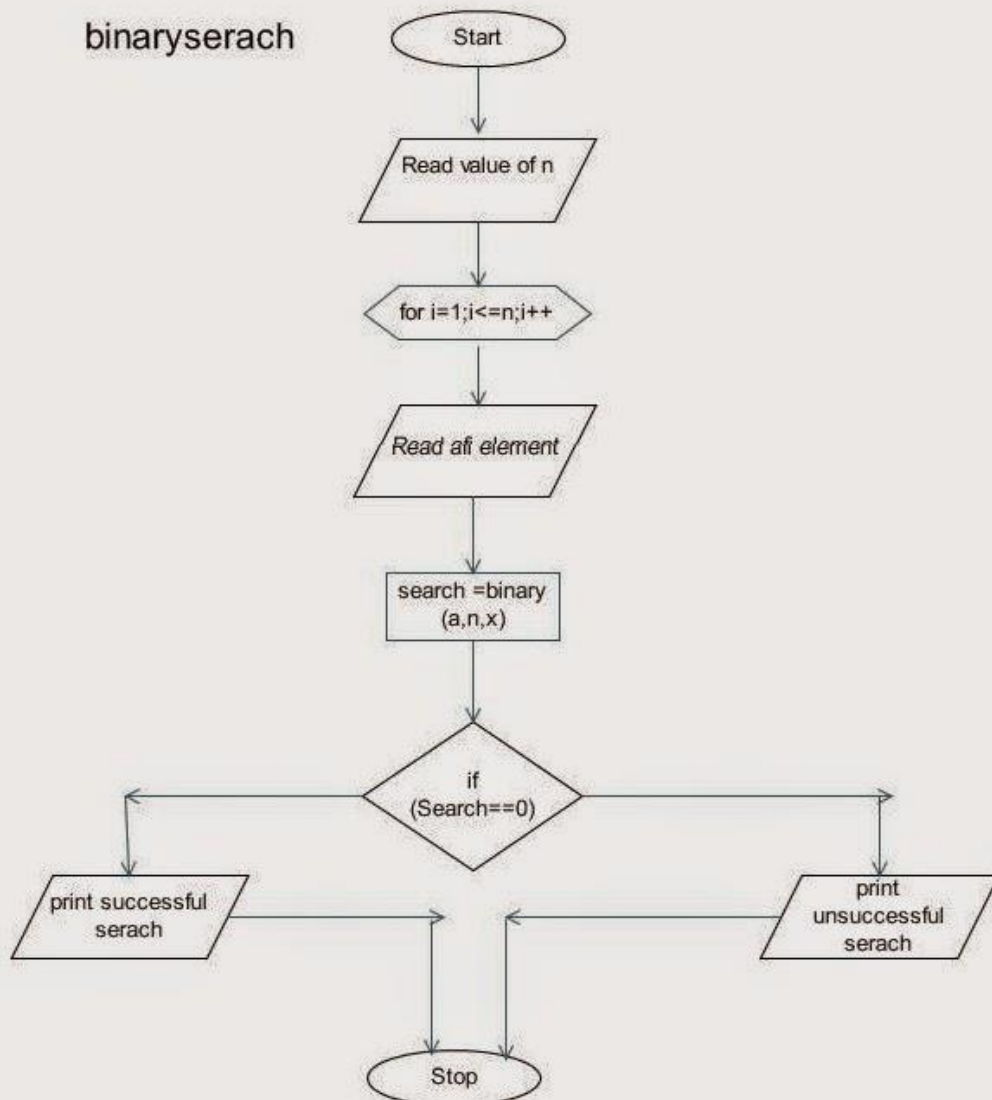 binaryserach
Start
Read value of n
for i=1;i<=n;i++
Read afi element
search =binary
(a,n,x)
if
(Search==0)
print successful
serach
print
unsuccessful
serach
Stop